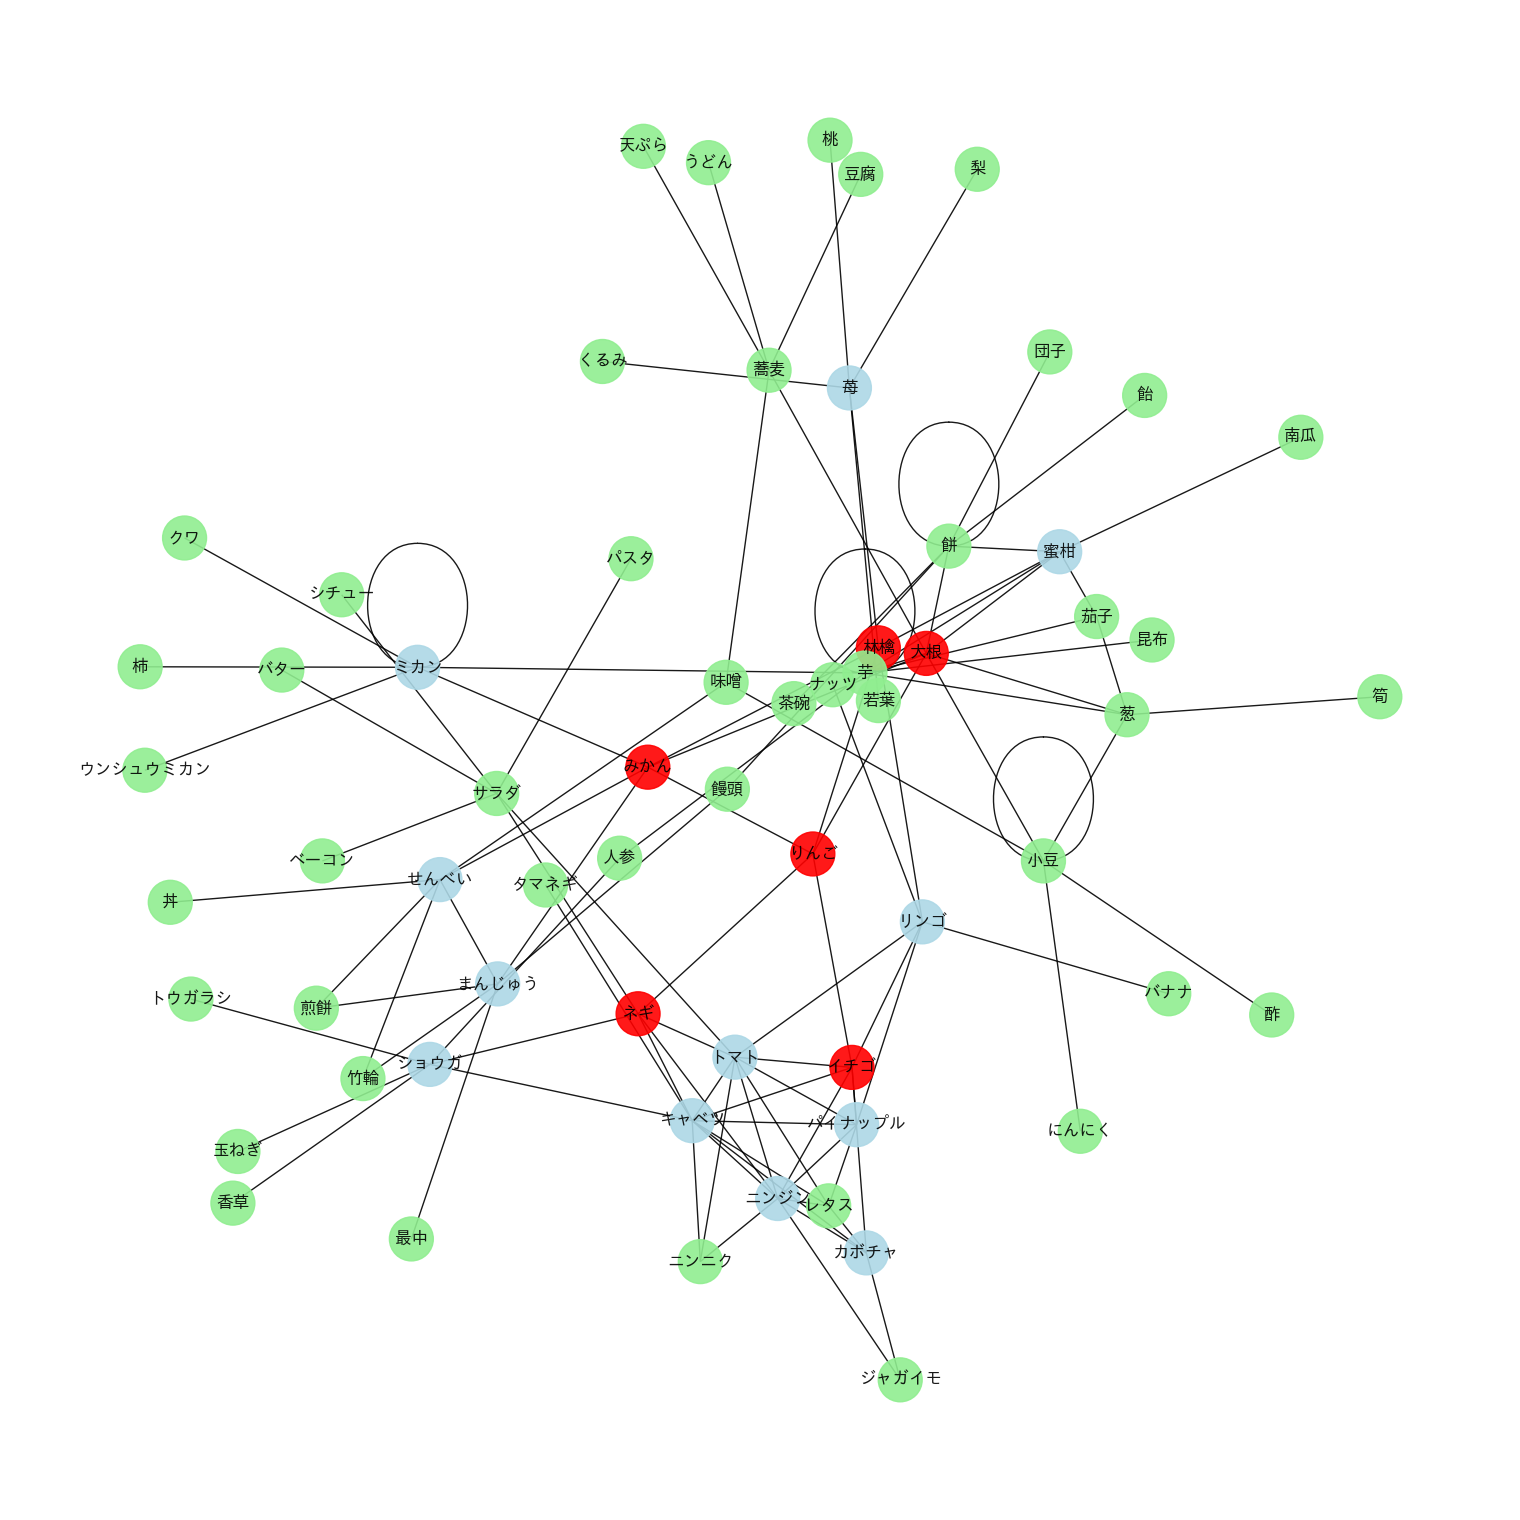 桃
天ぷら
うどん
梨
豆腐
団子
くるみ
蕎麦
苺
飴
南瓜
クワ
餅
蜜柑
パスタ
シチュー
茄子
昆布
林檎
大根
柿
バター
ミカン
芋
味噌
ナッツ
筍
茶碗
若葉
葱
ウンシュウミカン
みかん
サラダ
饅頭
ベーコン
りんご
人参
小豆
せんべい
タマネギ
丼
リンゴ
まんじゅう
バナナ
トウガラシ
煎餅
ネギ
酢
トマト
ショウガ
イチゴ
竹輪
キャベツ
パイナップル
にんにく
玉ねぎ
香草
ニンジン
レタス
最中
カボチャ
ニンニク
ジャガイモ